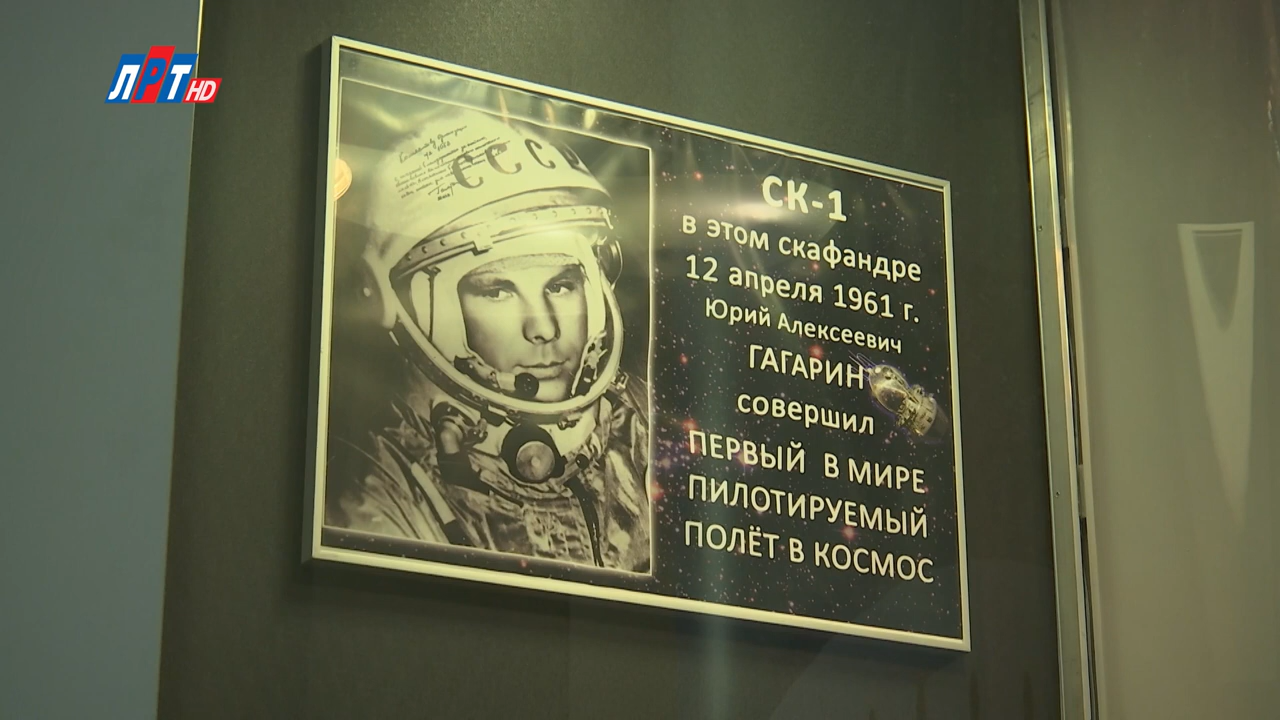 ЛРТ HD
СССР
СК-1
в этом скафандре
12 апреля 1961 г.
Юрий Алексеевич
ГАГАРИН
совершил
ПЕРВЫЙ В МИРЕ
ПИЛОТИРУЕМЫЙ
ПОЛЁТ В КОСМОС